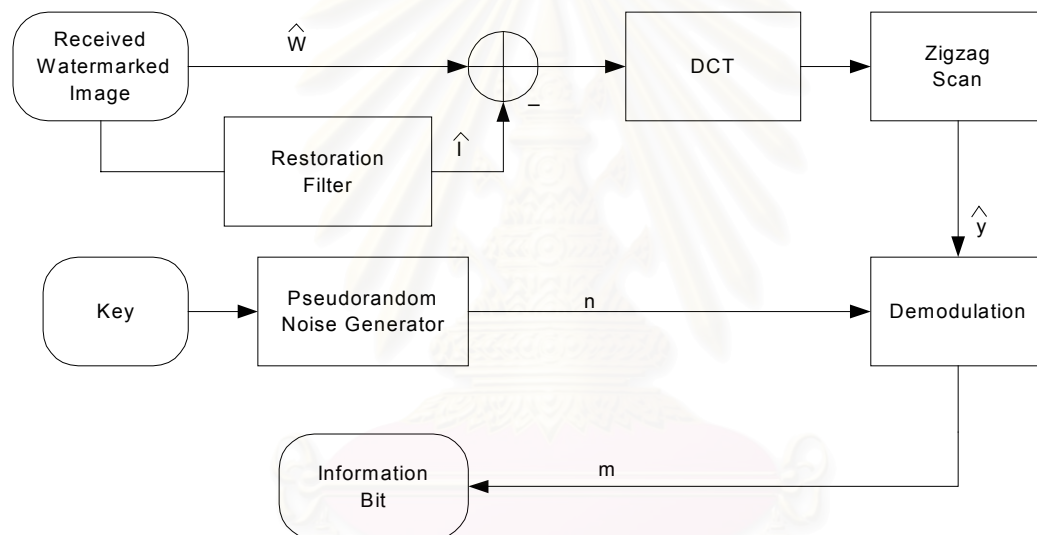 Received
Watermarked
Image
Ŵ
DCT
Zigzag
Scan
−
Restoration
Filter
Î
ŷ
Key
Pseudorandom
Noise Generator
n
Demodulation
Information
Bit
m